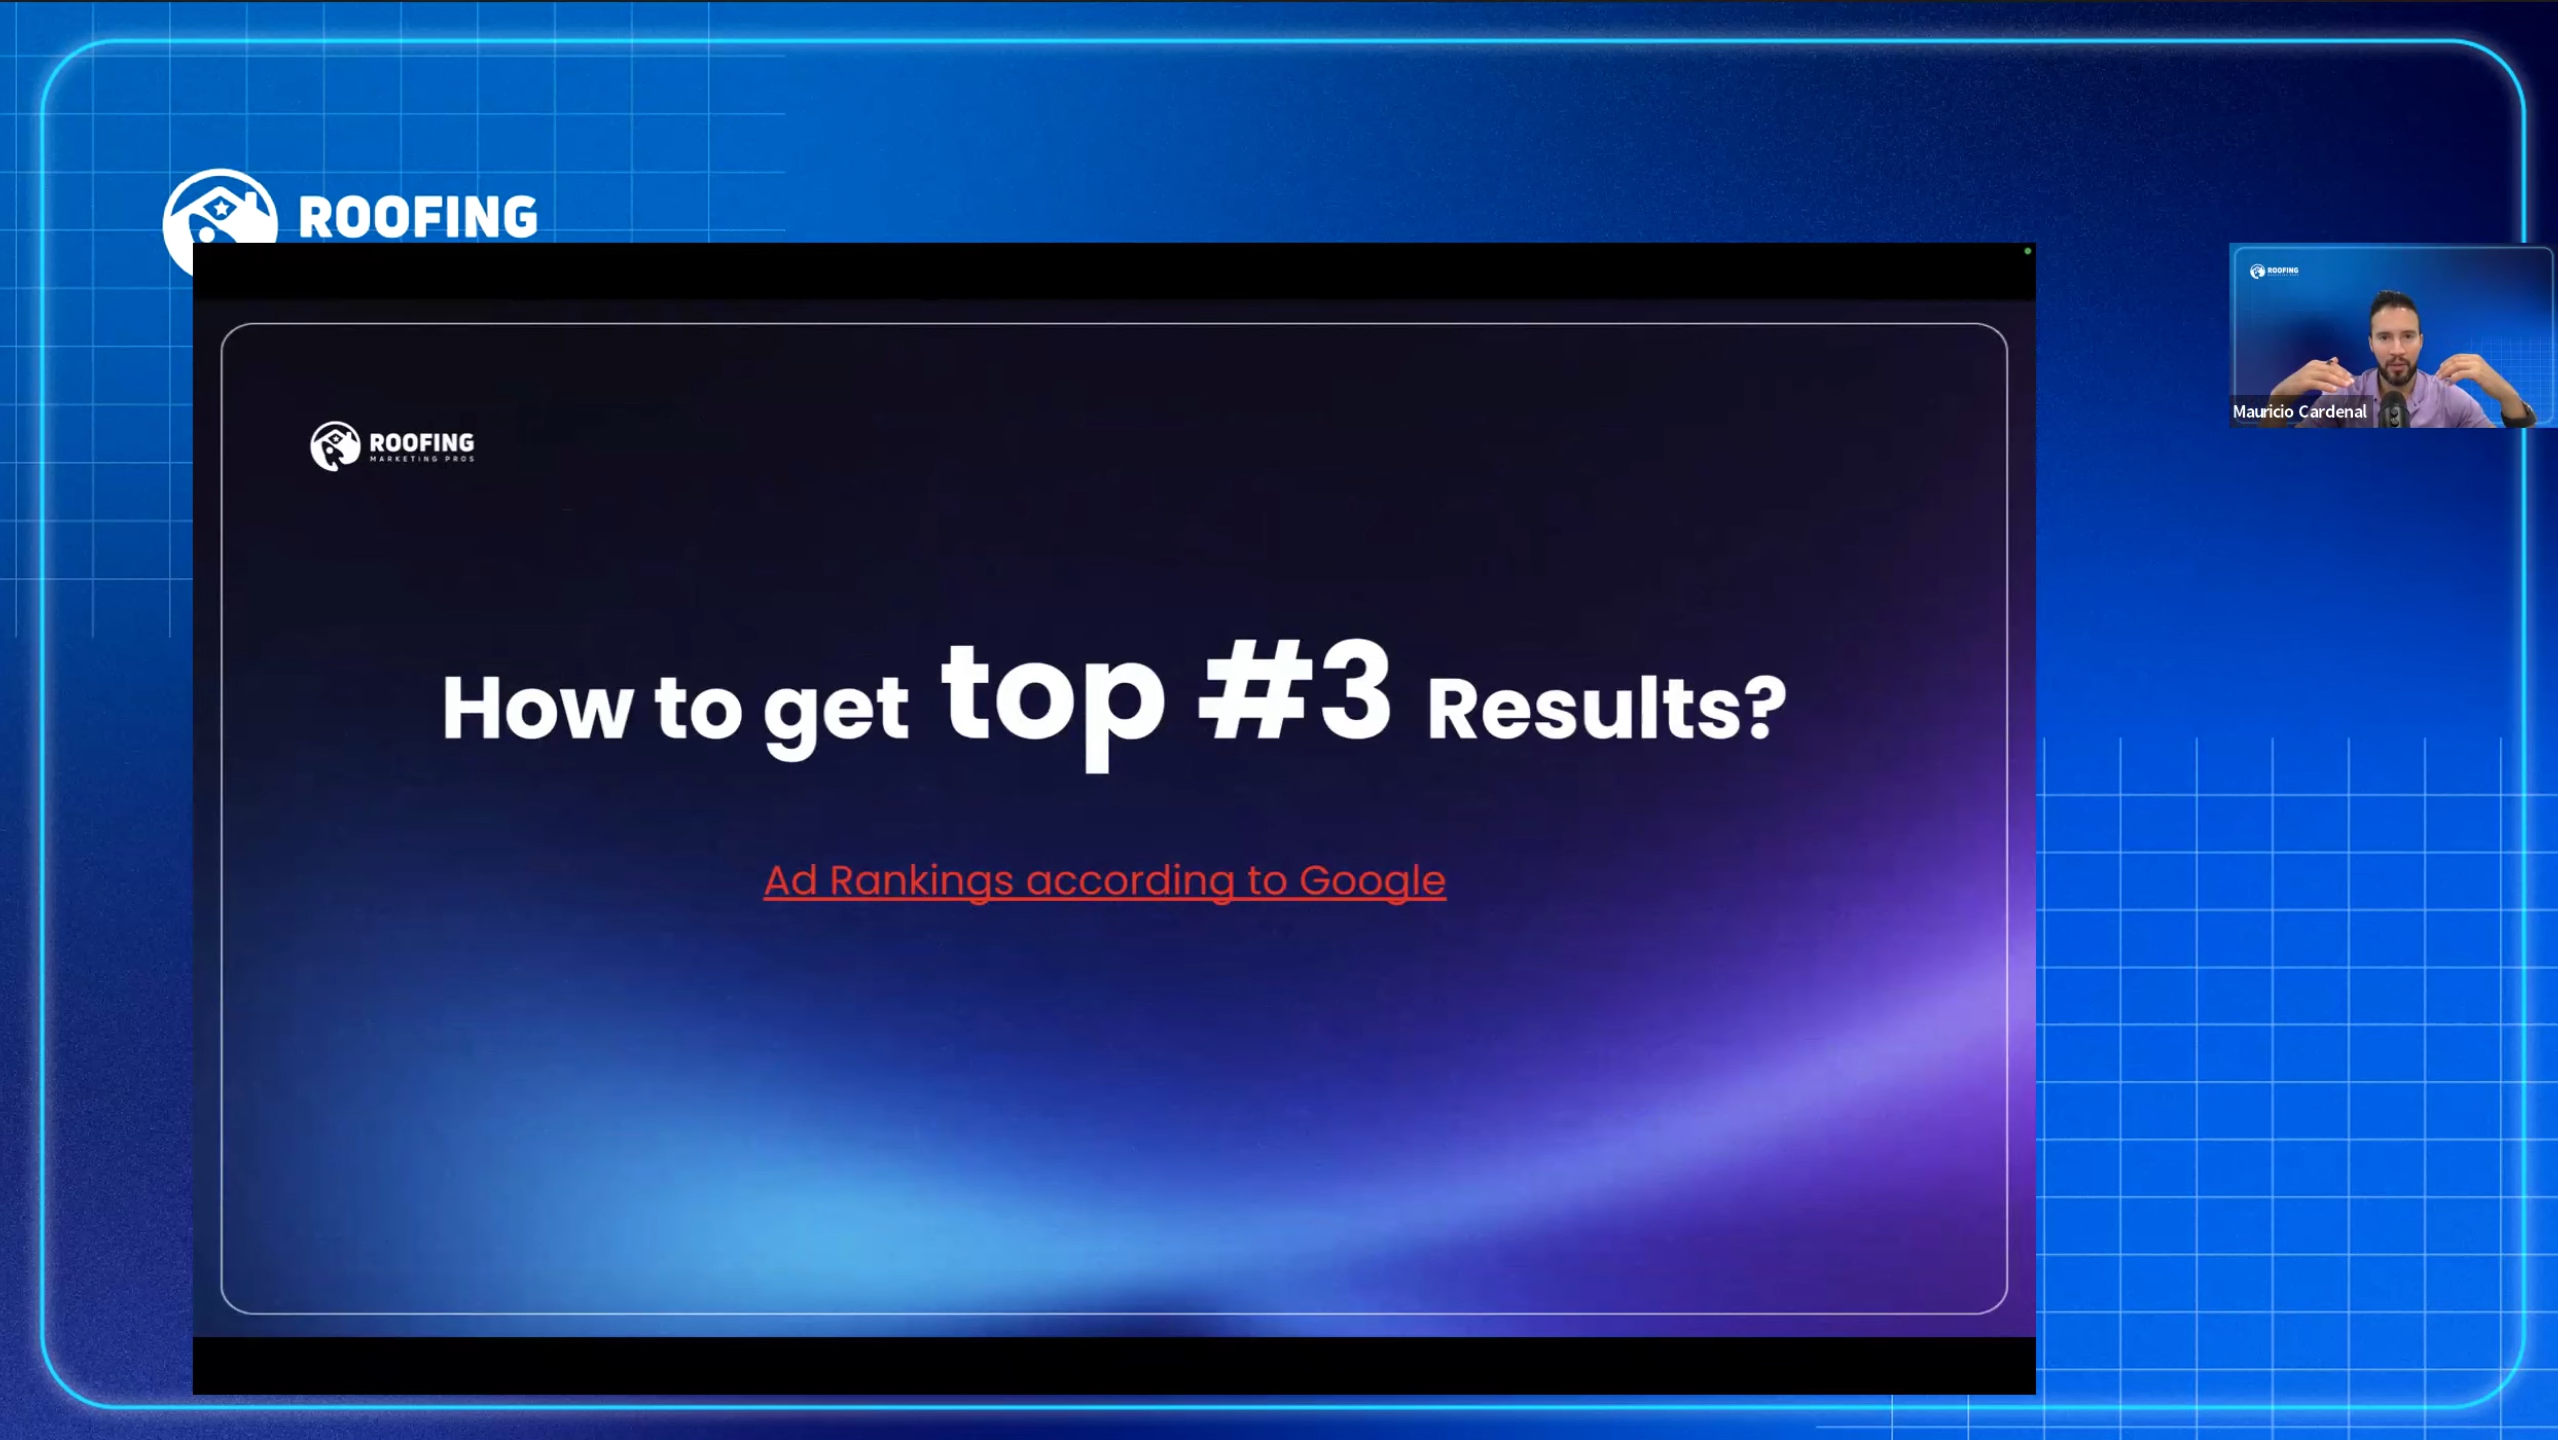 ROOFING
ROOFING
Mauricio Cardenal
ROOFING
MARKETING PROS
How to get top #3 Results?
Ad Rankings according to Google